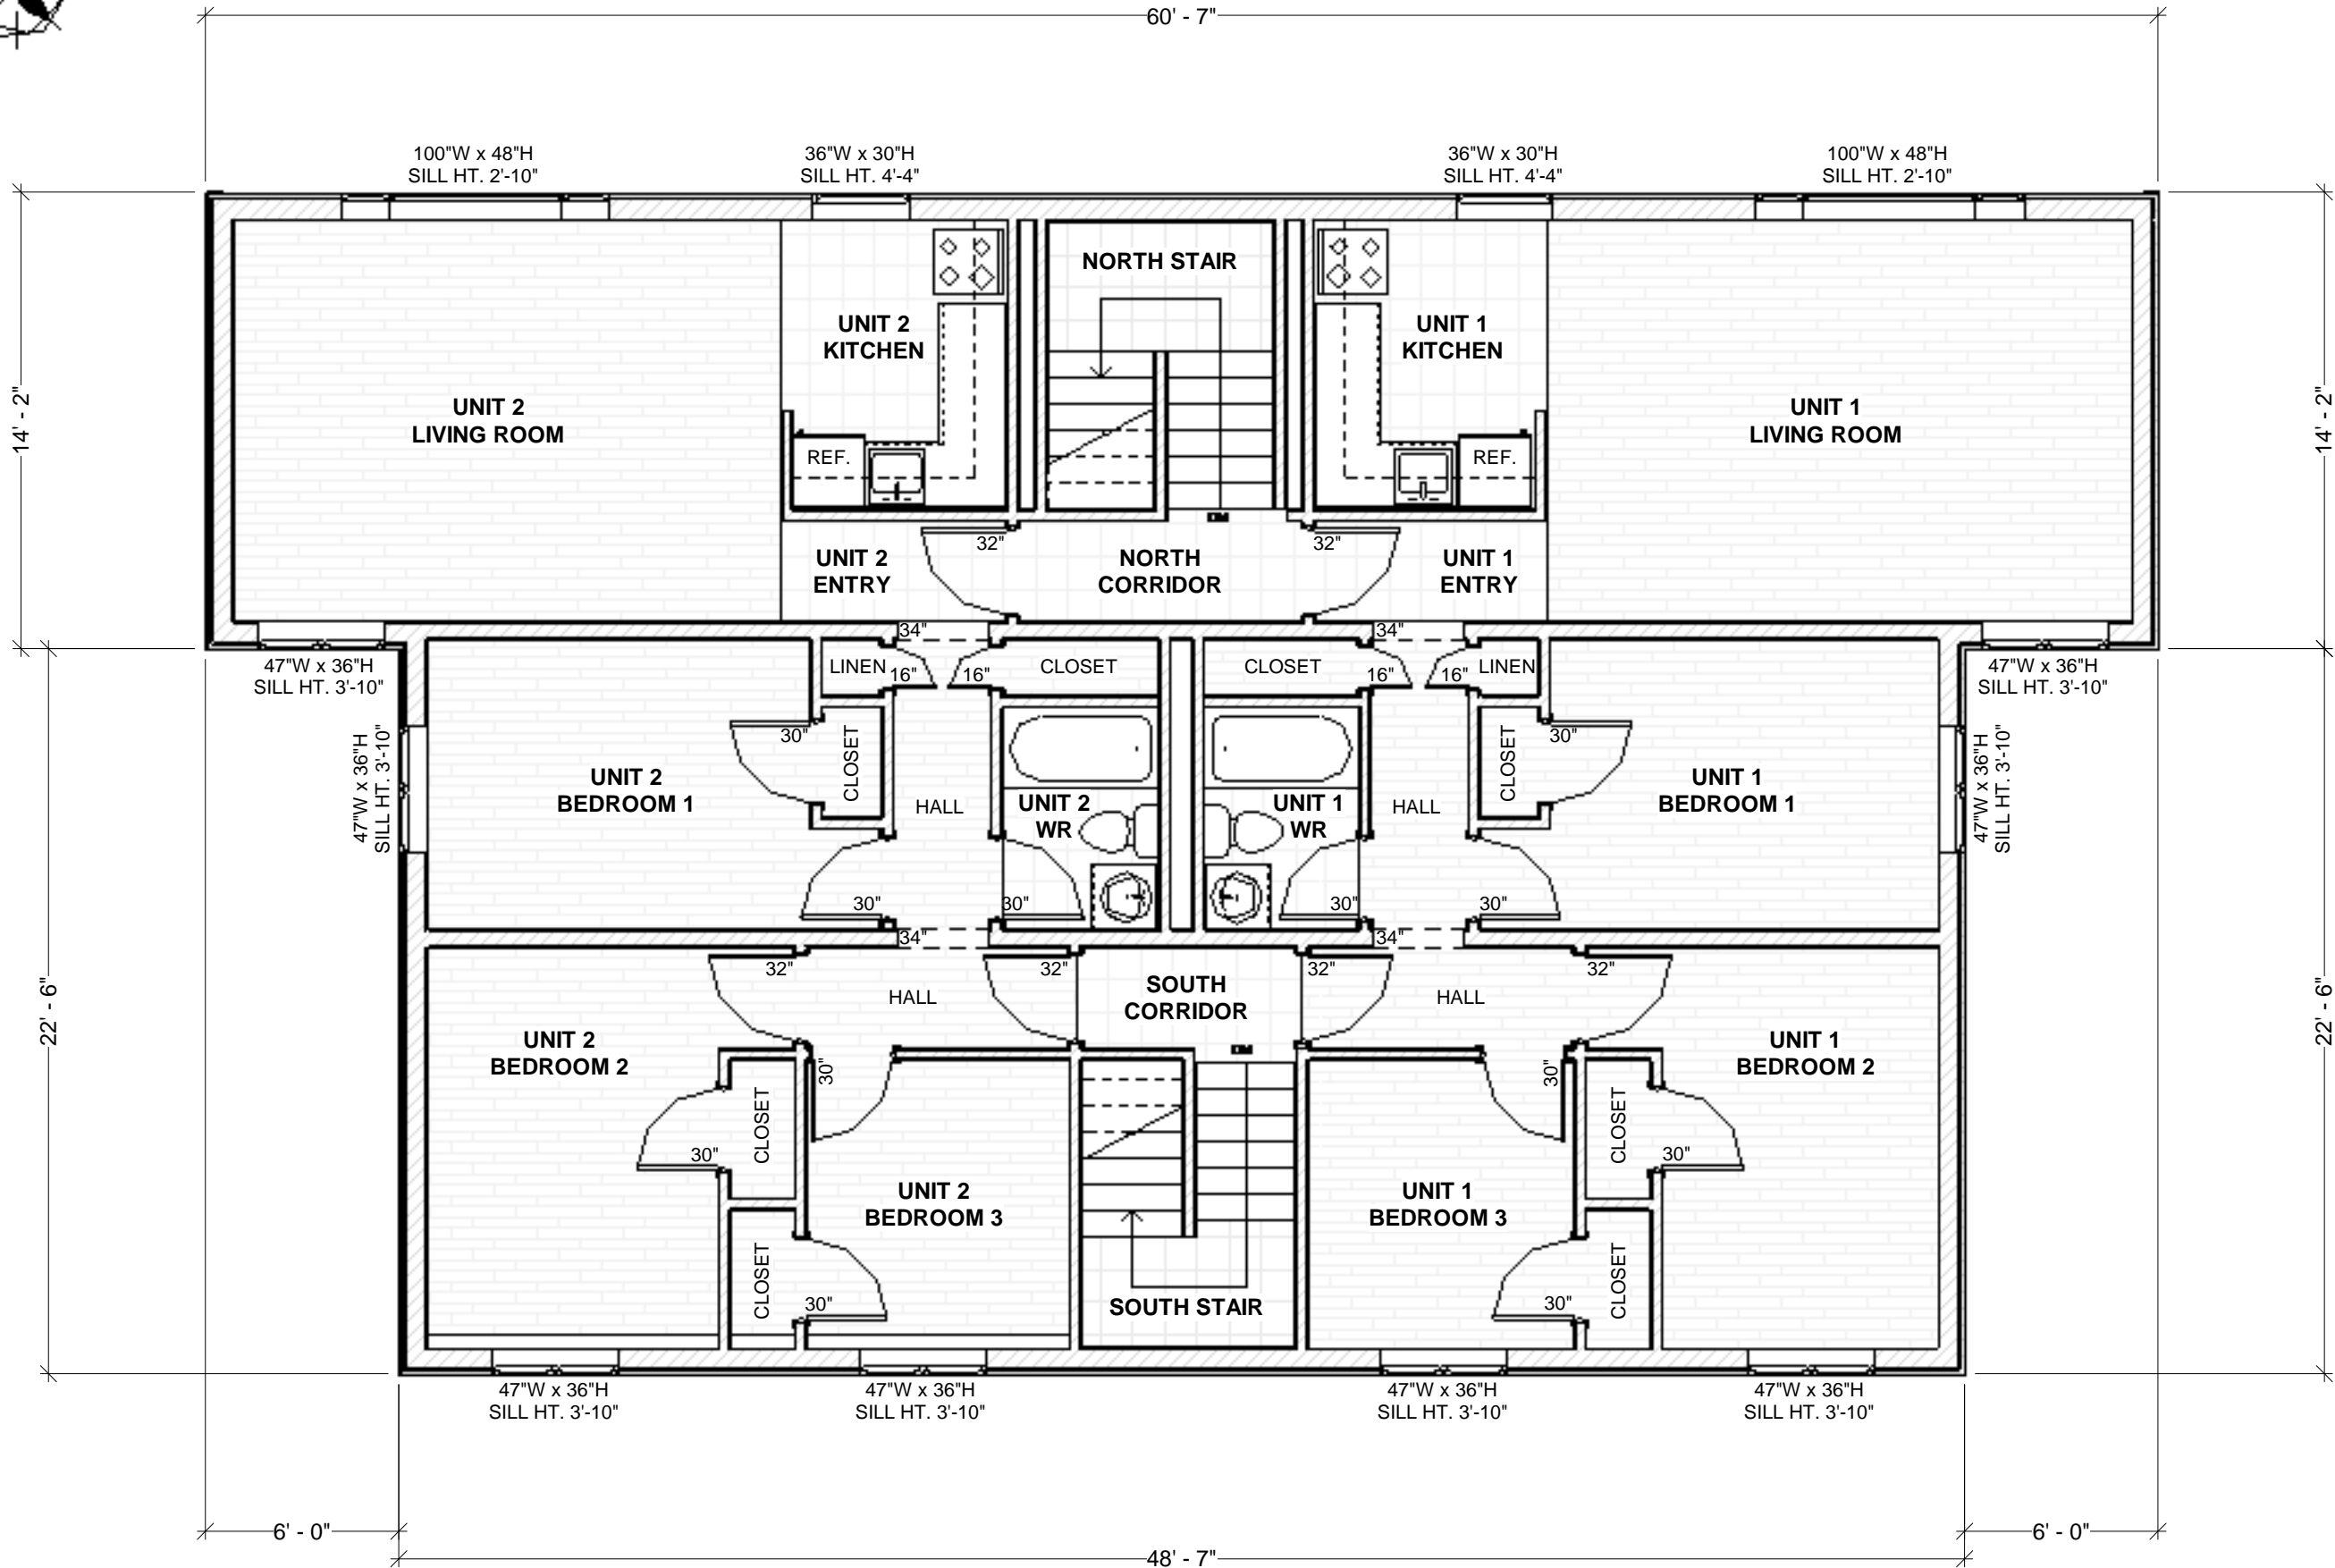 60' - 7"
100"W x 48"H
SILL HT. 2'-10"
36"W x 30"H
SILL HT. 4'-4"
36"W x 30"H
SILL HT. 4'-4"
100"W x 48"H
SILL HT. 2'-10"
NORTH STAIR
UNIT 2
KITCHEN
UNIT 1
KITCHEN
14' - 2"
UNIT 2
LIVING ROOM
UNIT 1
LIVING ROOM
14' - 2"
REF.
REF.
32"
32"
UNIT 2
ENTRY
NORTH
CORRIDOR
UNIT 1
ENTRY
34"
34"
47"W x 36"H
SILL HT. 3'-10"
LINEN
16"
16"
CLOSET
CLOSET
16"
16"
LINEN
47"W x 36"H
SILL HT. 3'-10"
47"W x 36"H
SILL HT. 3'-10"
30"
CLOSET
CLOSET
30"
47"W x 36"H
SILL HT. 3'-10"
UNIT 2
BEDROOM 1
HALL
UNIT 2
WR
UNIT 1
WR
HALL
UNIT 1
BEDROOM 1
30"
30"
30"
30"
34"
34"
32"
32"
32"
32"
22' - 6"
HALL
SOUTH
CORRIDOR
HALL
22' - 6"
UNIT 2
BEDROOM 2
30"
30"
UNIT 1
BEDROOM 2
CLOSET
CLOSET
30"
30"
UNIT 2
BEDROOM 3
UNIT 1
BEDROOM 3
CLOSET
CLOSET
30"
30"
SOUTH STAIR
47"W x 36"H
SILL HT. 3'-10"
47"W x 36"H
SILL HT. 3'-10"
47"W x 36"H
SILL HT. 3'-10"
47"W x 36"H
SILL HT. 3'-10"
6' - 0"
6' - 0"
48' - 7"